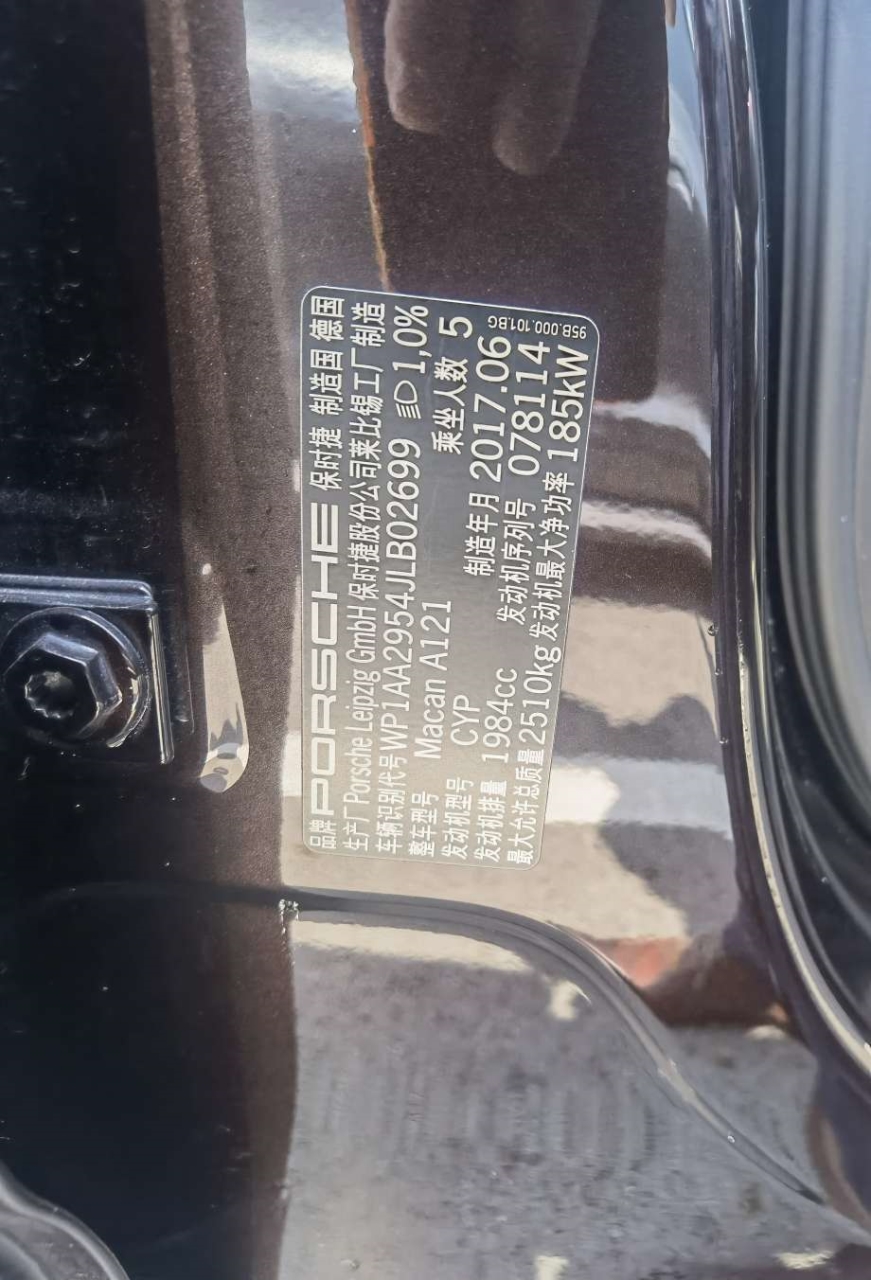 品牌 PORSCHE 保时捷 制造国 德国
生产厂 Porsche Leipzig GmbH 保时捷股份公司莱比锡工厂制造
车辆识别代号 WP1AA2954JLB02699 1,0%
整车型号 Macan A121 乘坐人数 5
发动机型号 CYP 制造年月 2017.06
发动机排量 1984cc 发动机序列号 078114
最大允许总质量 2510kg 发动机最大净功率 185kW
95B.000.101.BG